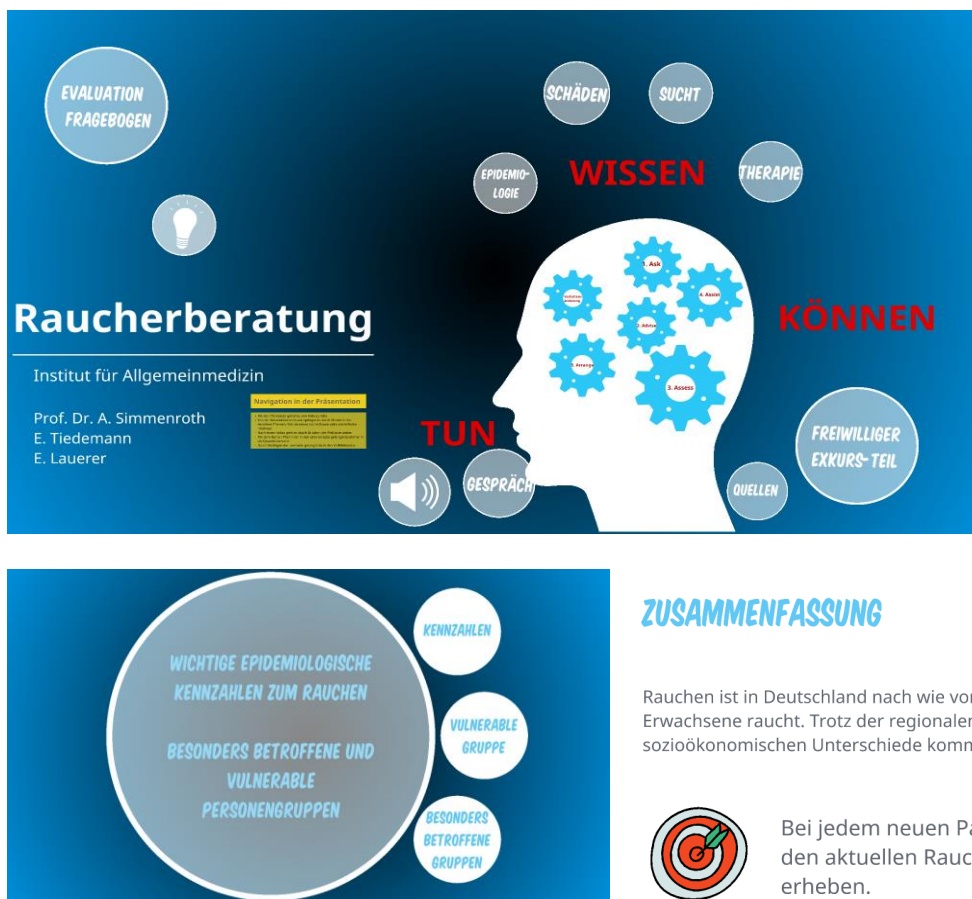 EVALUATION
FRAGEBOGEN
SCHÄDEN
SUCHT
EPIDEMIO-
LOGIE
WISSEN
THERAPIE
1. Ask
4. Assist
2. Advise
5. Arrange
3. Assess
KÖNNEN
Raucherberatung
Institut für Allgemeinmedizin
Prof. Dr. A. Simmenroth
E. Tiedemann
E. Lauerer
Navigation in der Präsentation
TUN
GESPRÄCH
QUELLEN
FREIWILLIGER
EXKURS-TEIL
WICHTIGE EPIDEMIOLOGISCHE
KENNZAHLEN ZUM RAUCHEN
BESONDERS BETROFFENE UND
VULNERABLE
PERSONENGRUPPEN
KENNZAHLEN
VULNERABLE
GRUPPE
BESONDERS
BETROFFENE
GRUPPEN
ZUSAMMENFASSUNG
Rauchen ist in Deutschland nach wie vor
Erwachsene raucht. Trotz der regionalen
sozioökonomischen Unterschiede komm
Bei jedem neuen Pa
den aktuellen Rauc
erheben.